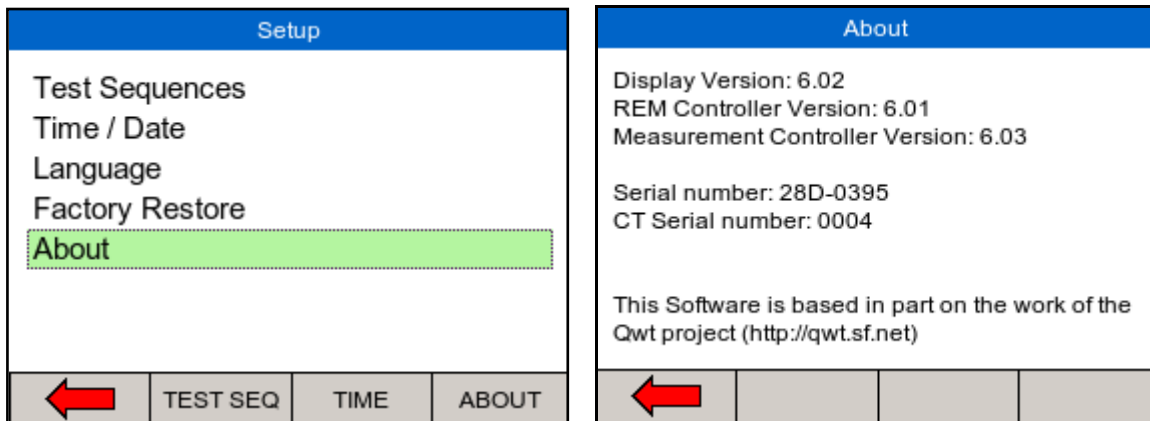 Setup
Test Sequences
Time / Date
Language
Factory Restore
About
TEST SEQ
TIME
ABOUT
About
Display Version: 6.02
REM Controller Version: 6.01
Measurement Controller Version: 6.03
Serial number: 28D-0395
CT Serial number: 0004
This Software is based in part on the work of the
Qwt project (http://qwt.sf.net)